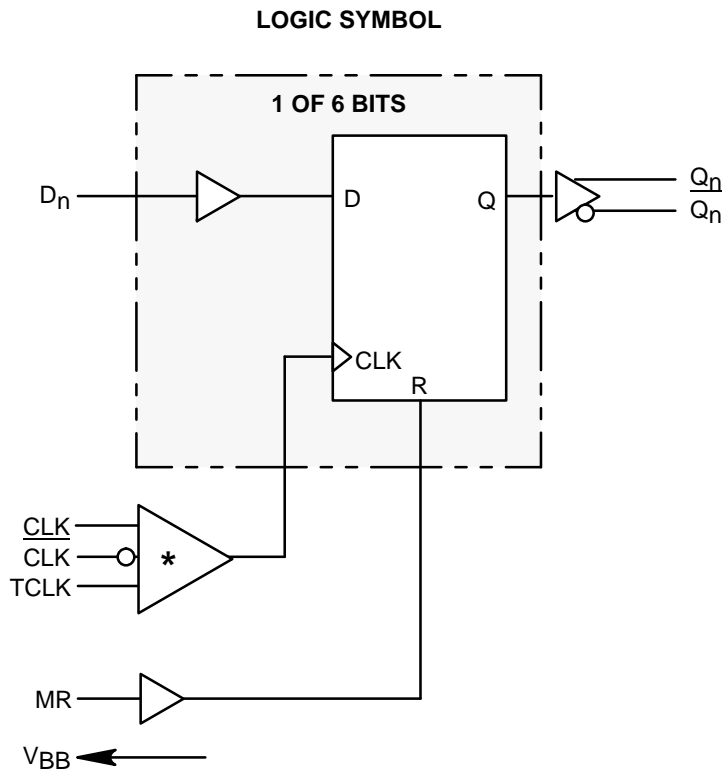 LOGIC SYMBOL
1 OF 6 BITS
Dn
D
Q
Qn
Qn
CLK
R
CLK
CLK
*
TCLK
MR
VBB